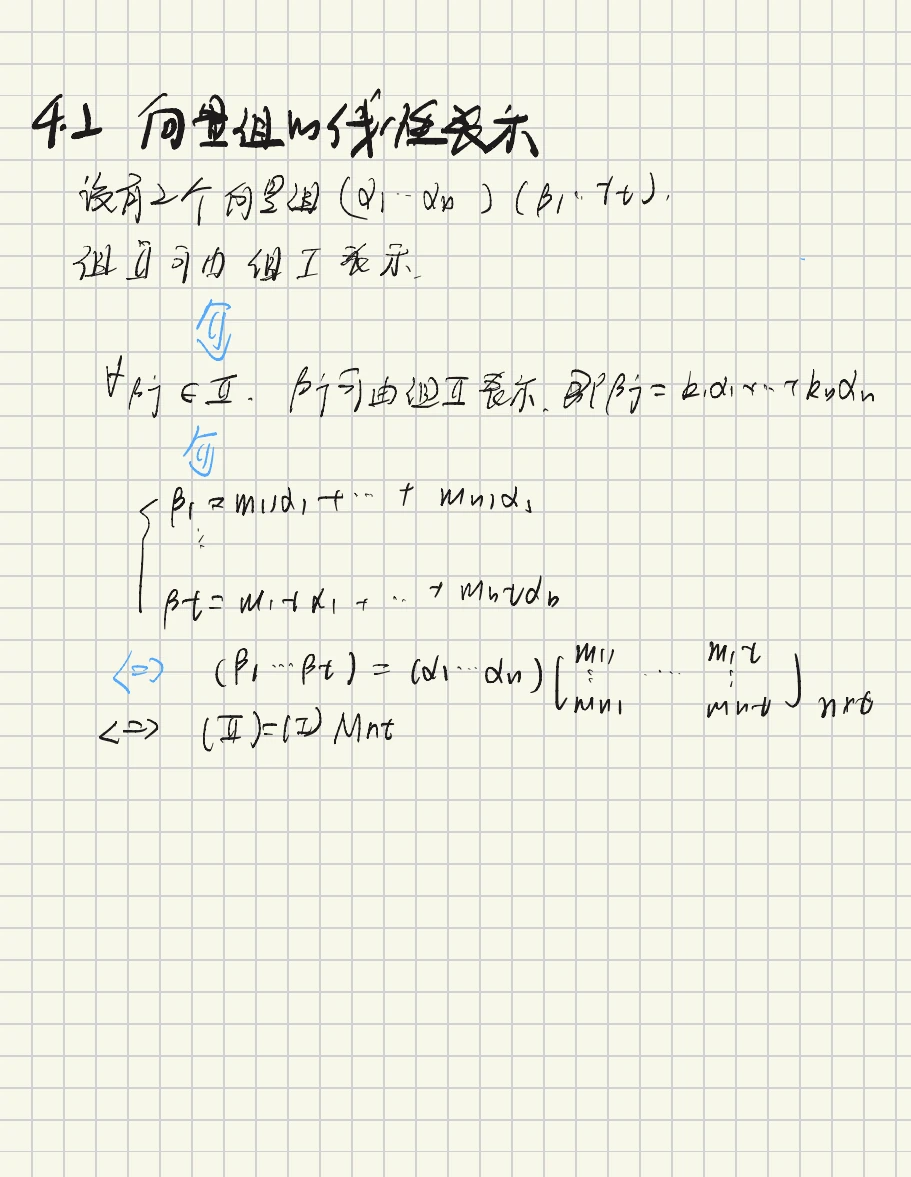 4.1 向量组的线性表示
设有2个向量组 (α1 ... αn) (β1 ... γt).
组Ⅱ可由组Ⅰ表示.
⇕
∀βj ∈ Ⅱ. βj可由组Ⅱ表示. 即βj = k1α1 + ... + knαn
⇕
β1 = m11α1 + ... + mn1αs
⋮
βt = m1tα1 + ... + mntαn
<=> (β1 ... βt) = (α1 ... αn) [m11 ... m1t
⋮ ⋮
mn1 mnt] n×t
<=> (Ⅱ)=(Ⅰ) Mnt